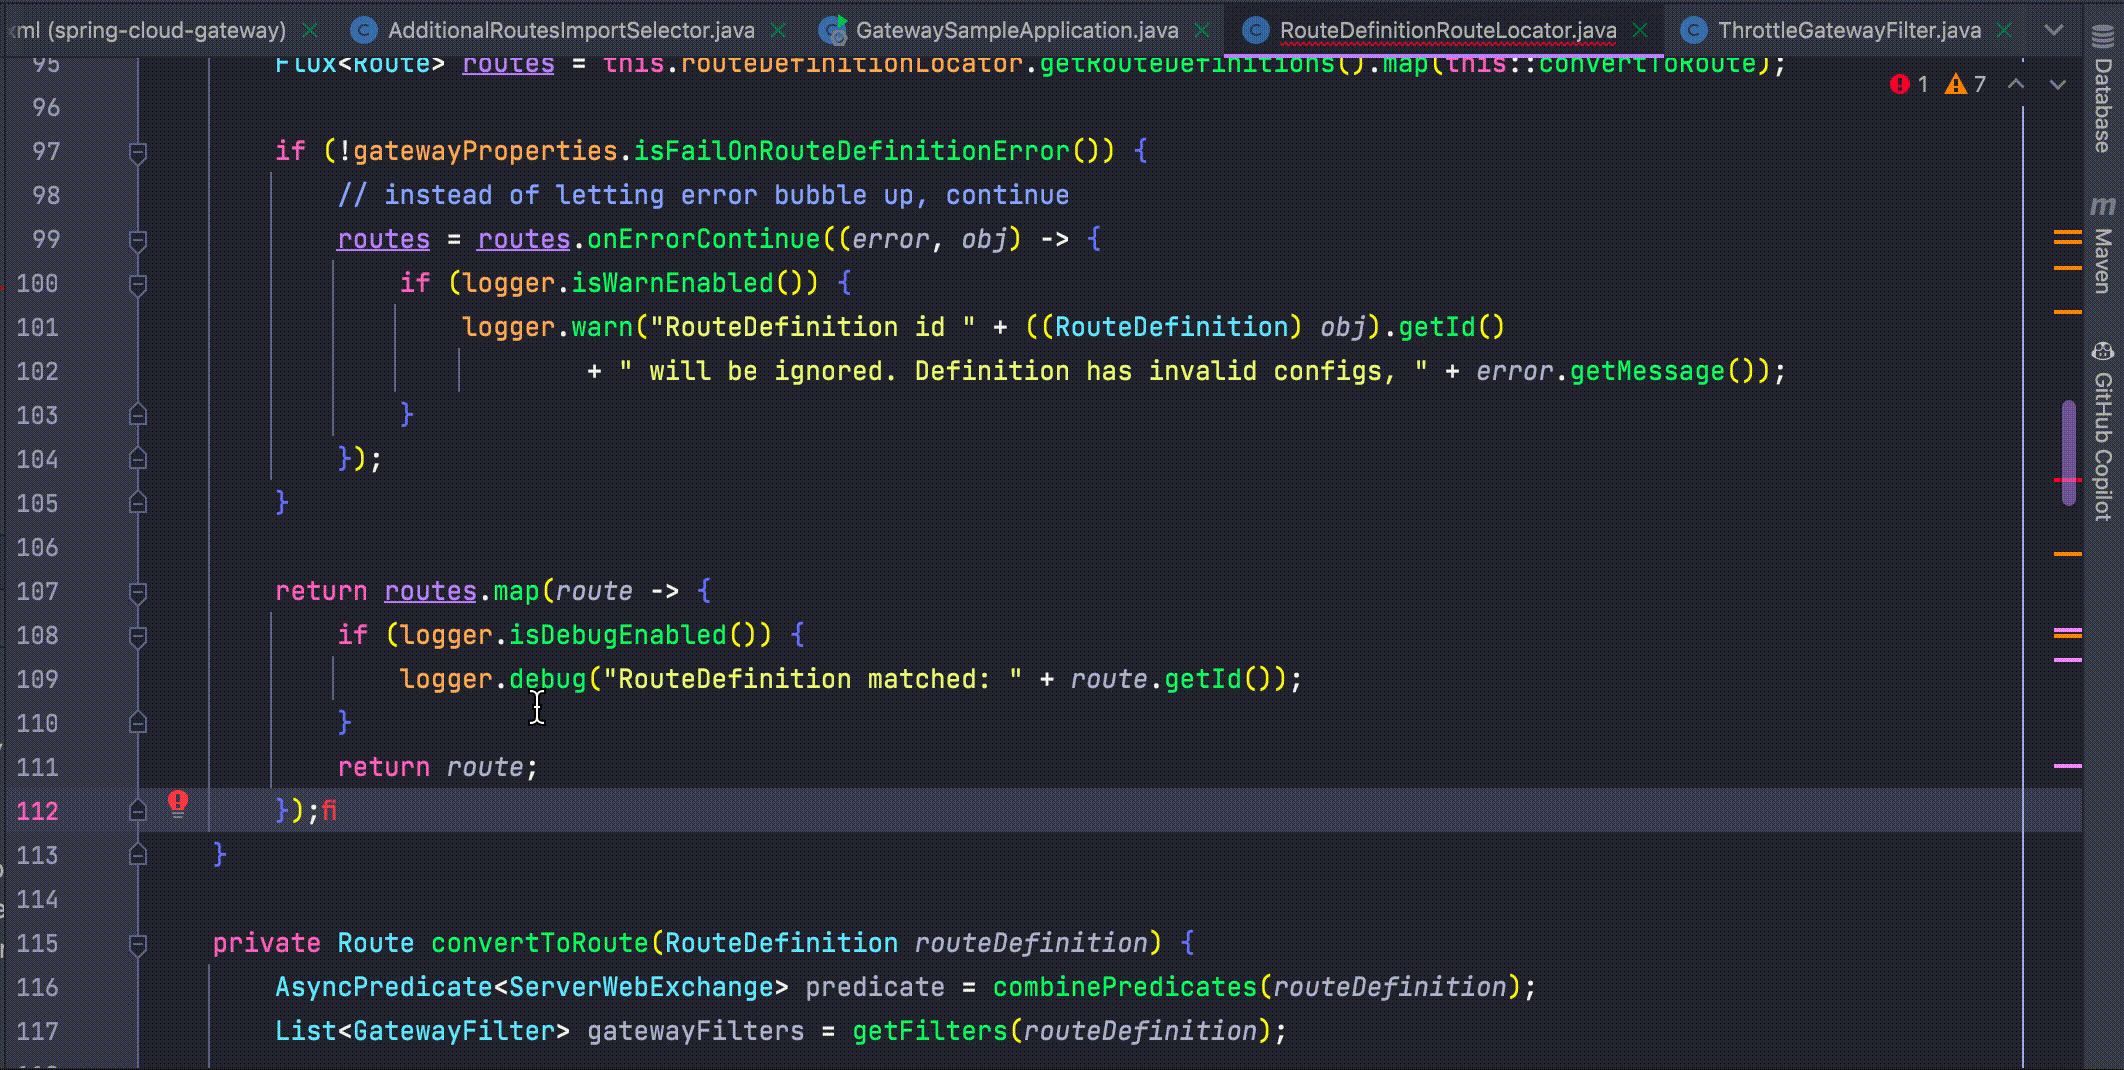 xml (spring-cloud-gateway) AdditionalRoutesImportSelector.java GatewaySampleApplication.java RouteDefinitionRouteLocator.java ThrottleGatewayFilter.java
95 Flux<Route> routes = this.routeDefinitionLocator.getRouteDefinitions().map(this::convertToRoute);
1 7
96
97 if (!gatewayProperties.isFailOnRouteDefinitionError()) {
98 // instead of letting error bubble up, continue
99 routes = routes.onErrorContinue((error, obj) -> {
100 if (logger.isWarnEnabled()) {
101 logger.warn("RouteDefinition id " + ((RouteDefinition) obj).getId()
102 + " will be ignored. Definition has invalid configs, " + error.getMessage());
103 }
104 });
105 }
106
107 return routes.map(route -> {
108 if (logger.isDebugEnabled()) {
109 logger.debug("RouteDefinition matched: " + route.getId());
110 }
111 return route;
112 });fi
113 }
114
115 private Route convertToRoute(RouteDefinition routeDefinition) {
116 AsyncPredicate<ServerWebExchange> predicate = combinePredicates(routeDefinition);
117 List<GatewayFilter> gatewayFilters = getFilters(routeDefinition);
Database
m Maven
GitHub Copilot